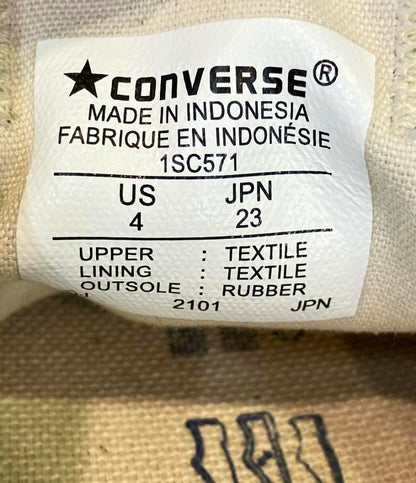 ★CONVERSE®
MADE IN INDONESIA
FABRIQUE EN INDONÉSIE
1SC571
US JPN
4 23
UPPER : TEXTILE
LINING : TEXTILE
OUTSOLE : RUBBER
2101 JPN